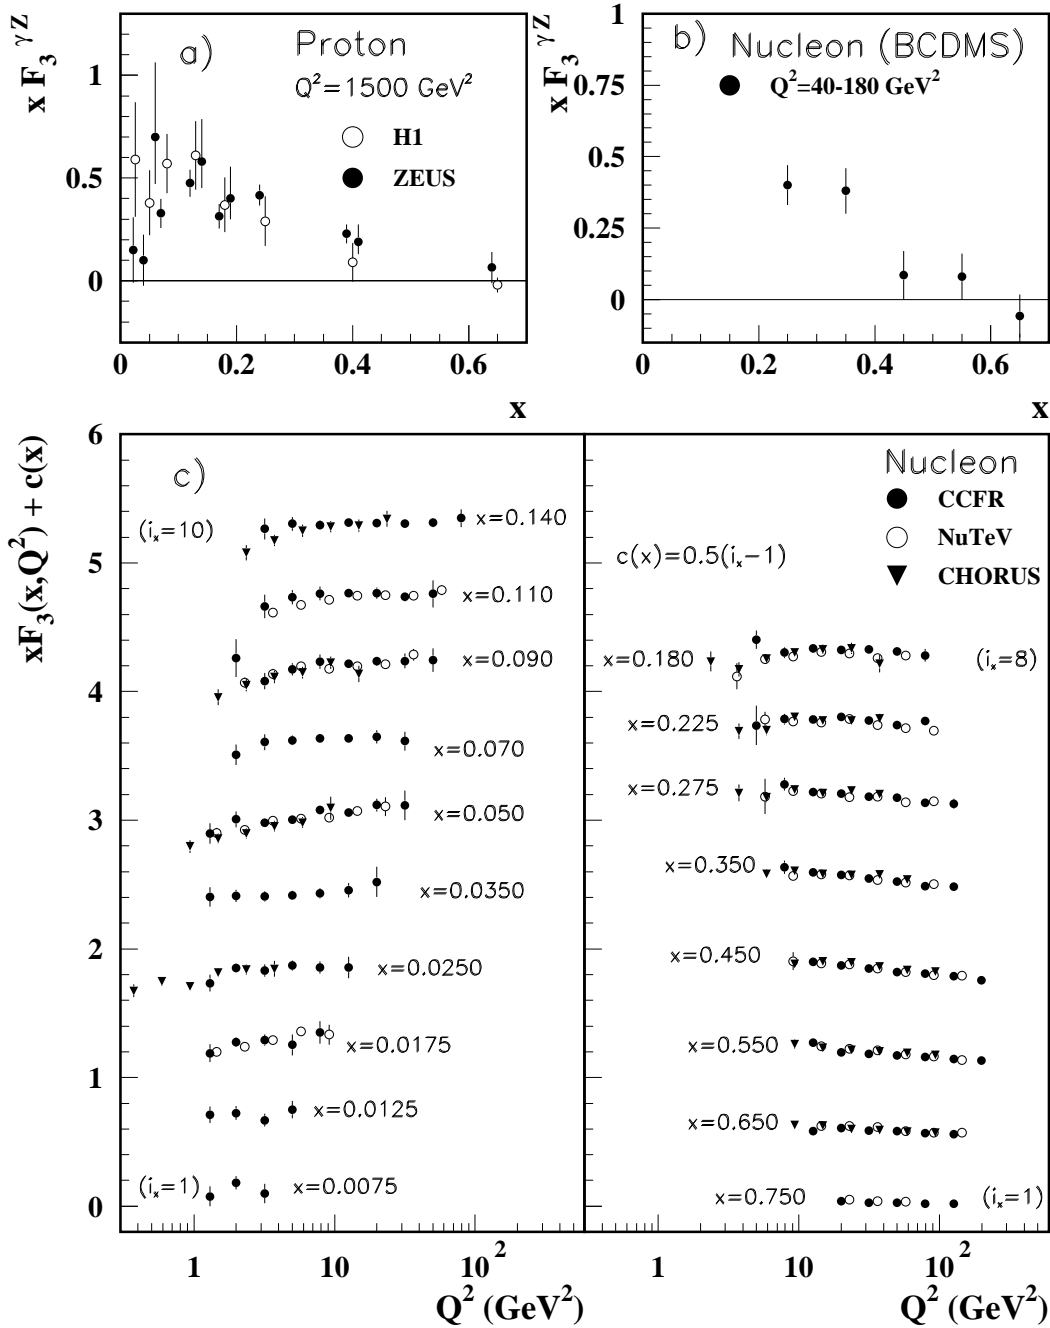 x F₃ γZ
a)
Proton
Q²=1500 GeV²
H1
ZEUS
1
0.5
0
0
0.2
0.4
0.6
x
x F₃ γZ
b)
Nucleon (BCDMS)
Q²=40-180 GeV²
1
0.75
0.5
0.25
0
0
0.2
0.4
0.6
x
xF₃(x,Q²) + c(x)
6
5
4
3
2
1
0
c)
(iₓ=10)
x=0.140
x=0.110
x=0.090
x=0.070
x=0.050
x=0.0350
x=0.0250
x=0.0175
x=0.0125
(iₓ=1)
x=0.0075
1
10
10²
Q² (GeV²)
Nucleon
CCFR
NuTeV
CHORUS
c(x)=0.5(iₓ−1)
x=0.180
(iₓ=8)
x=0.225
x=0.275
x=0.350
x=0.450
x=0.550
x=0.650
x=0.750
(iₓ=1)
1
10
10²
Q² (GeV²)